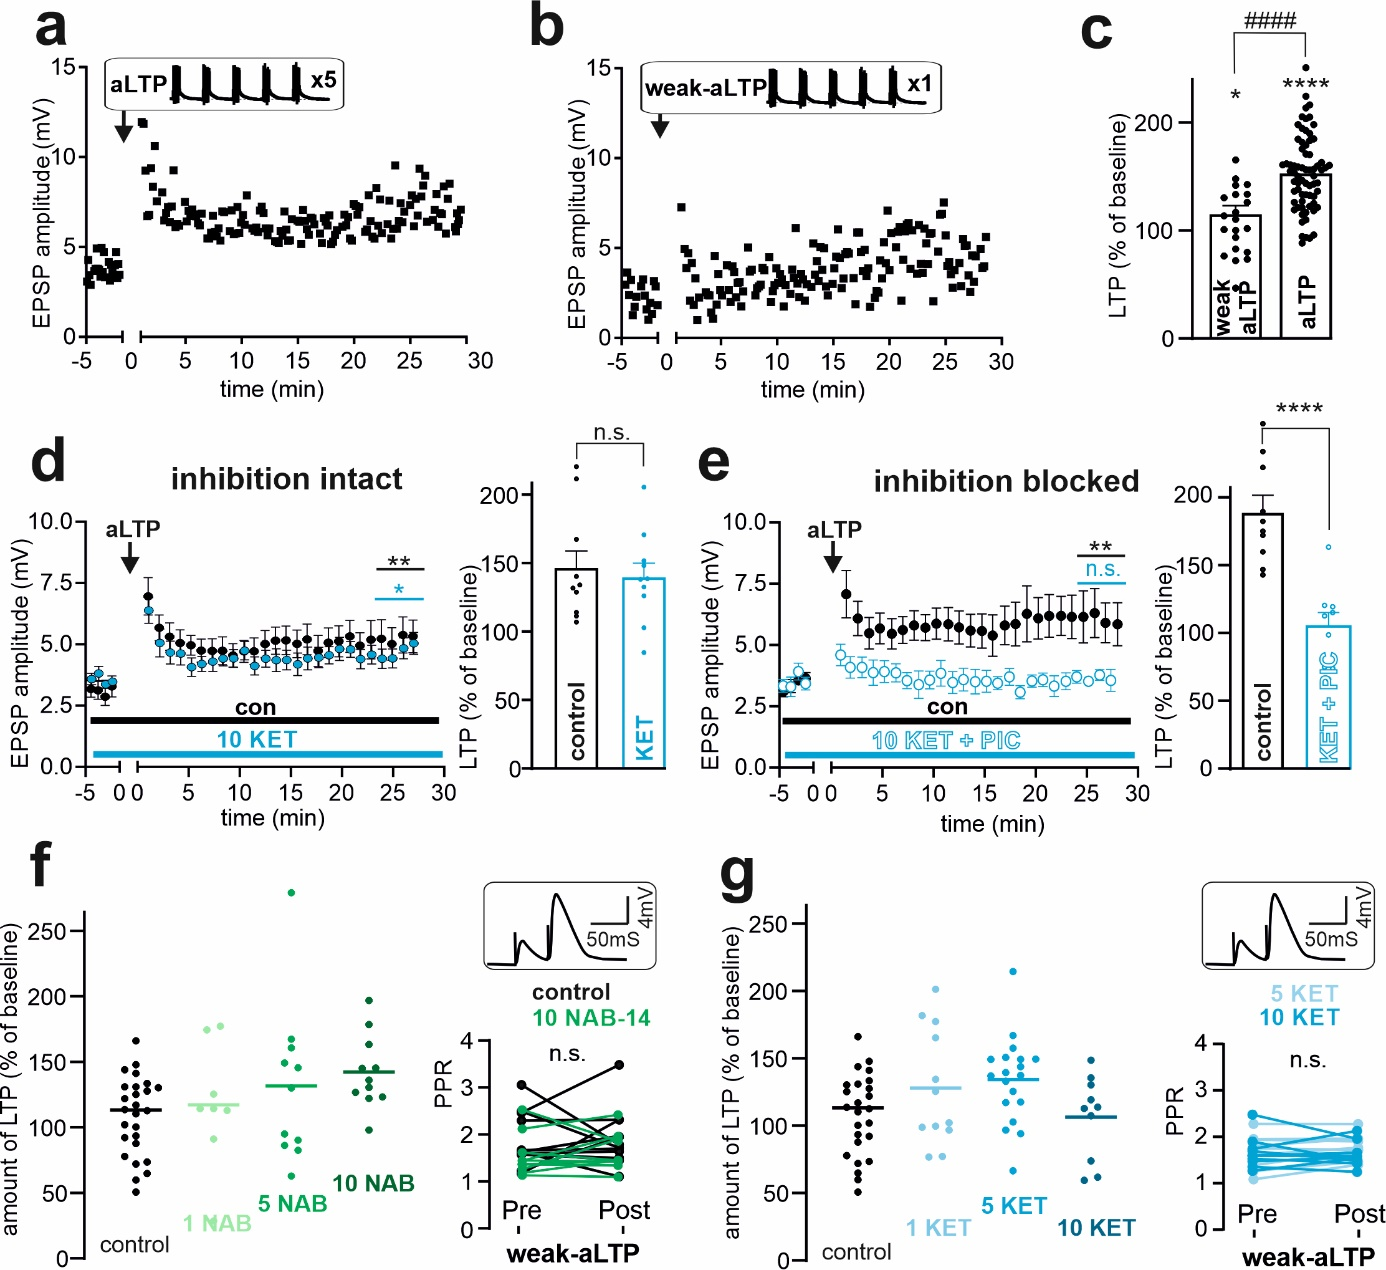 a
15
10
5
0
EPSP amplitude (mV)
aLTP
x5
-5
0
5
10
15
20
25
30
time (min)
b
15
10
5
0
EPSP amplitude (mV)
weak-aLTP
x1
-5
0
5
10
15
20
25
30
time (min)
c
####
*
****
200
100
0
LTP (% of baseline)
weak
aLTP
aLTP
d
inhibition intact
10.0
7.5
5.0
2.5
0.0
EPSP amplitude (mV)
aLTP
**
*
con
10 KET
-5
0
0
5
10
15
20
25
30
time (min)
n.s.
200
150
100
50
0
LTP (% of baseline)
control
KET
e
inhibition blocked
10.0
7.5
5.0
2.5
0.0
EPSP amplitude (mV)
aLTP
**
n.s.
con
10 KET + PIC
-5
0
0
5
10
15
20
25
30
time (min)
****
200
150
100
50
0
LTP (% of baseline)
control
KET + PIC
f
250
200
150
100
50
0
amount of LTP (% of baseline)
control
1 NAB
5 NAB
10 NAB
50mS
4mV
control
10 NAB-14
n.s.
4
3
2
1
0
PPR
Pre
Post
weak-aLTP
g
250
200
150
100
50
0
amount of LTP (% of baseline)
control
1 KET
5 KET
10 KET
50mS
4mV
5 KET
10 KET
n.s.
4
3
2
1
0
PPR
Pre
Post
weak-aLTP